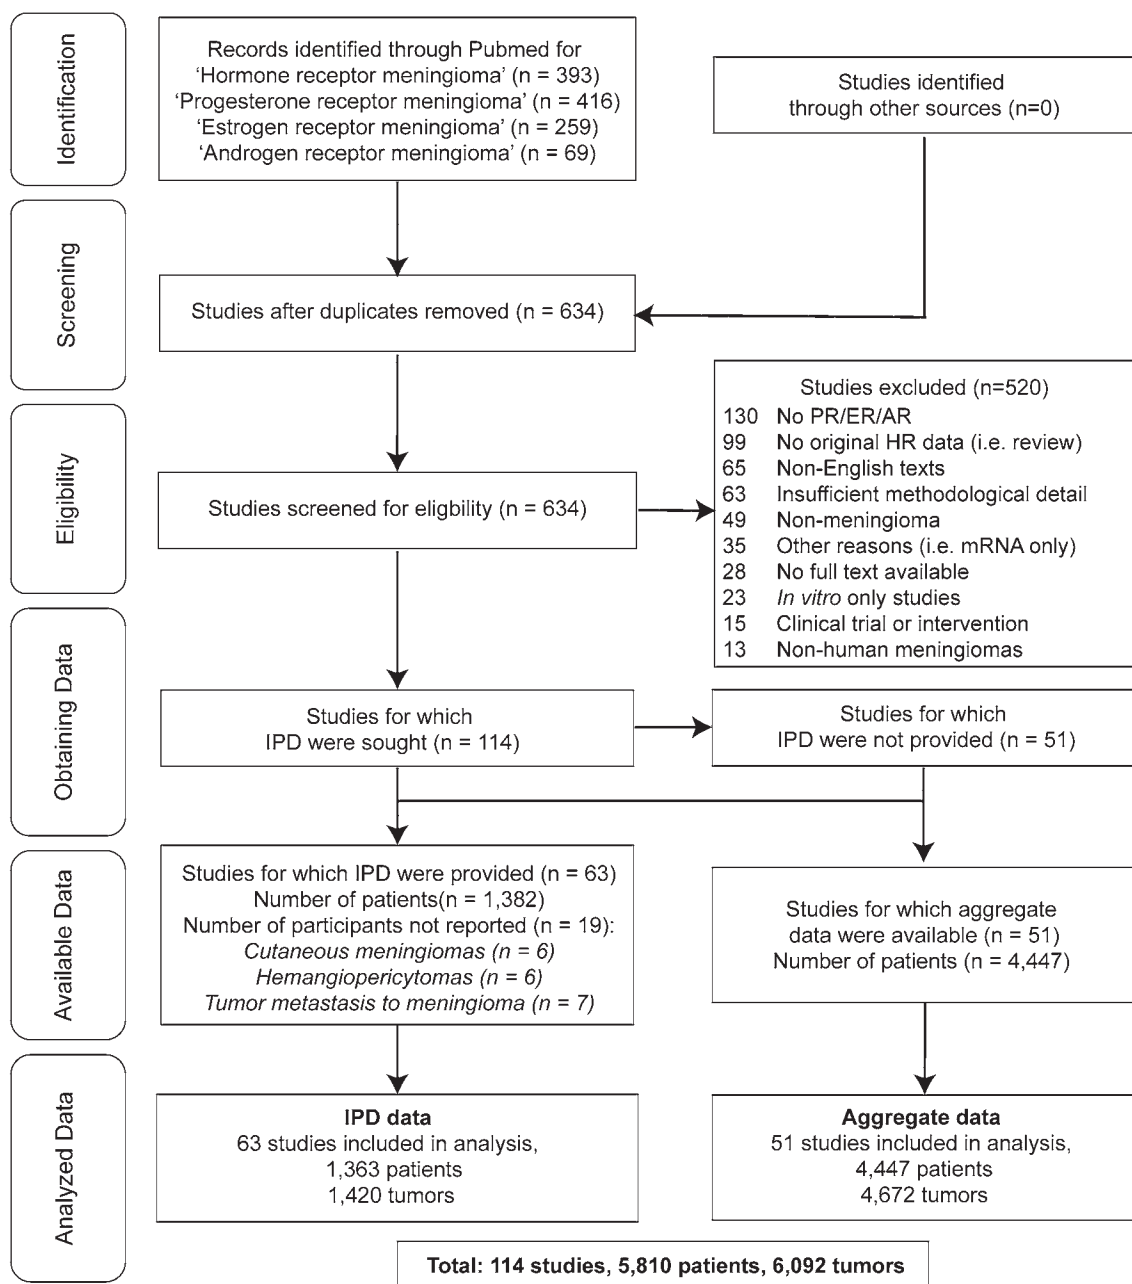 Identification
Records identified through Pubmed for
‘Hormone receptor meningioma’ (n = 393)
‘Progesterone receptor meningioma’ (n = 416)
‘Estrogen receptor meningioma’ (n = 259)
‘Androgen receptor meningioma’ (n = 69)
Studies identified
through other sources (n=0)
Screening
Studies after duplicates removed (n = 634)
Eligibility
Studies screened for eligbility (n = 634)
Studies excluded (n=520)
130 No PR/ER/AR
99 No original HR data (i.e. review)
65 Non-English texts
63 Insufficient methodological detail
49 Non-meningioma
35 Other reasons (i.e. mRNA only)
28 No full text available
23 In vitro only studies
15 Clinical trial or intervention
13 Non-human meningiomas
Obtaining Data
Studies for which
IPD were sought (n = 114)
Studies for which
IPD were not provided (n = 51)
Available Data
Studies for which IPD were provided (n = 63)
Number of patients(n = 1,382)
Number of participants not reported (n = 19):
Cutaneous meningiomas (n = 6)
Hemangiopericytomas (n = 6)
Tumor metastasis to meningioma (n = 7)
Studies for which aggregate
data were available (n = 51)
Number of patients (n = 4,447)
Analyzed Data
IPD data
63 studies included in analysis,
1,363 patients
1,420 tumors
Aggregate data
51 studies included in analysis,
4,447 patients
4,672 tumors
Total: 114 studies, 5,810 patients, 6,092 tumors